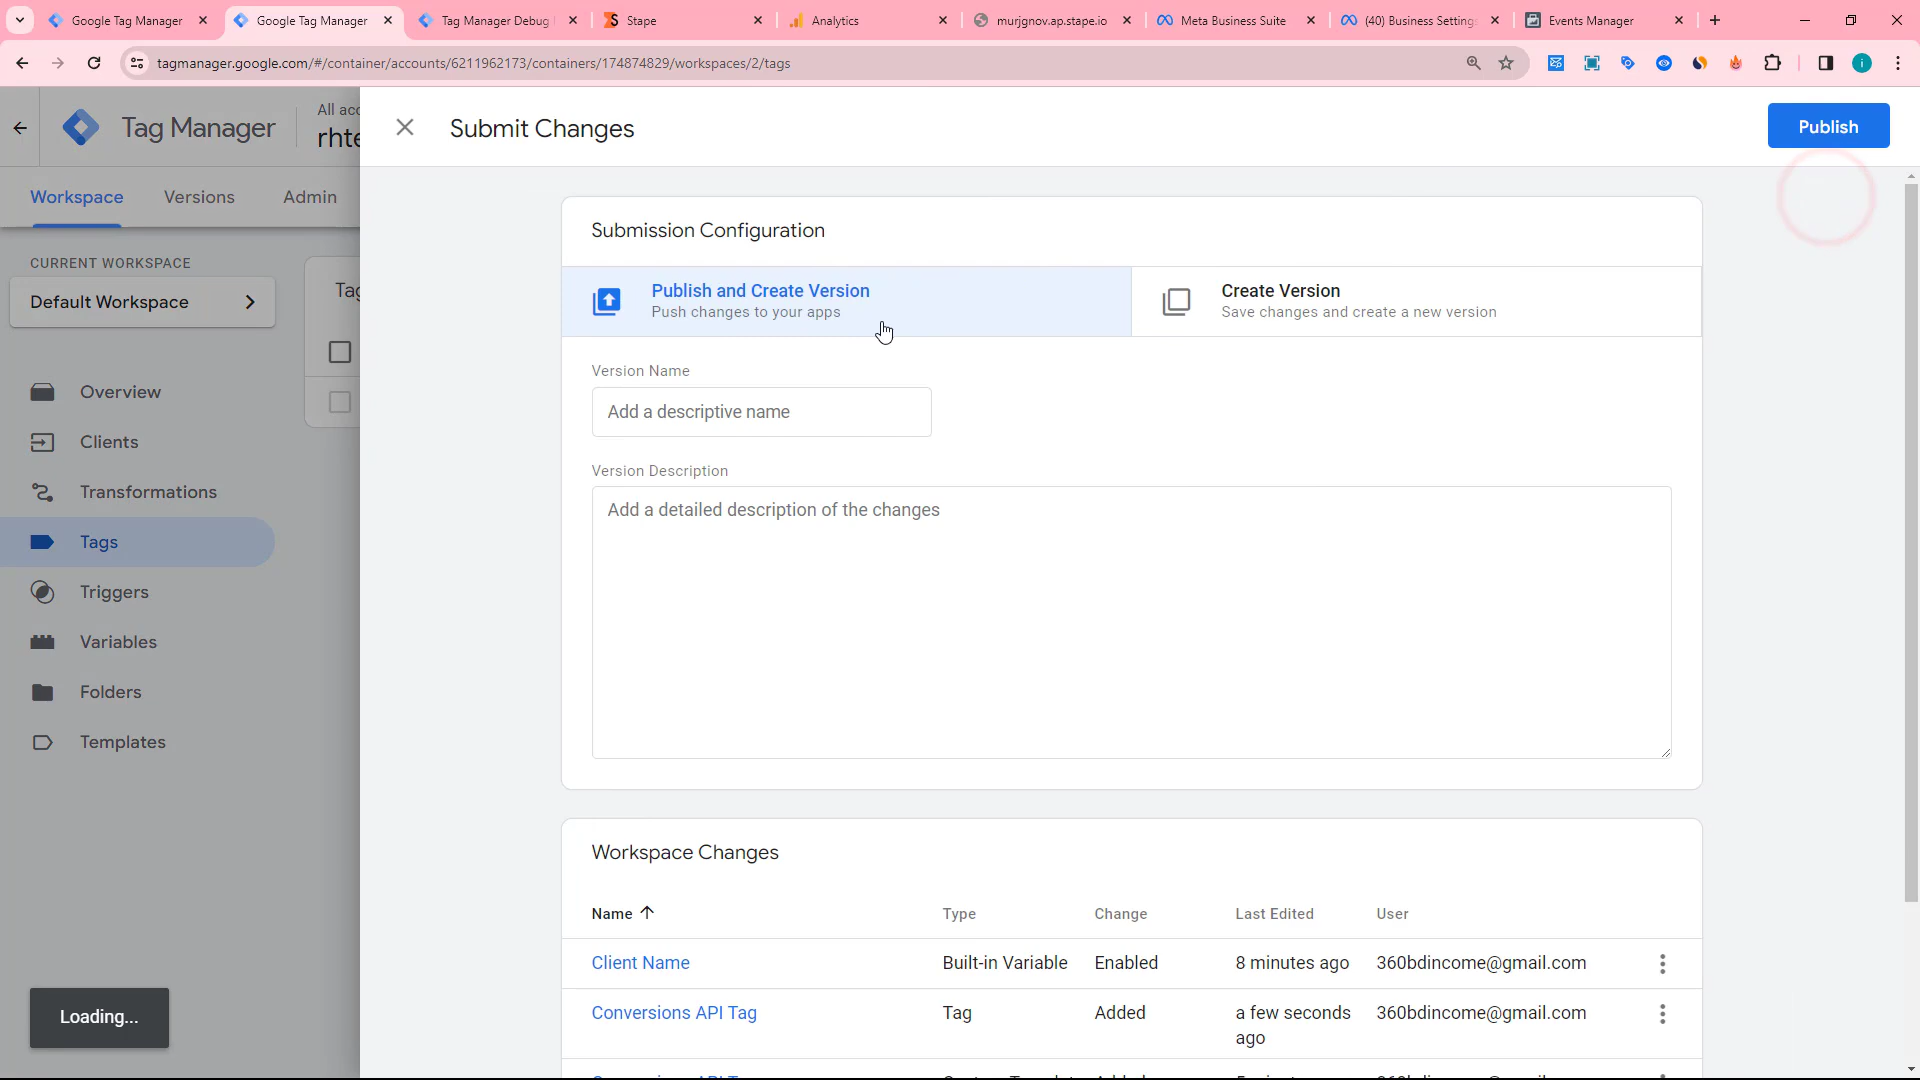 Google Tag Manager
Google Tag Manager
Tag Manager Debug
Stape
Analytics
murjgnov.ap.stape.io
Meta Business Suite
(40) Business Setting
Events Manager
tagmanager.google.com/#/container/accounts/6211962173/containers/174874829/workspaces/2/tags
Tag Manager
All acc
rhte
Submit Changes
Publish
Workspace
Versions
Admin
CURRENT WORKSPACE
Default Workspace
Tag
Overview
Clients
Transformations
Tags
Triggers
Variables
Folders
Templates
Loading...
Submission Configuration
Publish and Create Version
Push changes to your apps
Create Version
Save changes and create a new version
Version Name
Add a descriptive name
Version Description
Add a detailed description of the changes
Workspace Changes
Name Type Change Last Edited User
Client Name Built-in Variable Enabled 8 minutes ago 360bdincome@gmail.com
Conversions API Tag Tag Added a few seconds ago 360bdincome@gmail.com